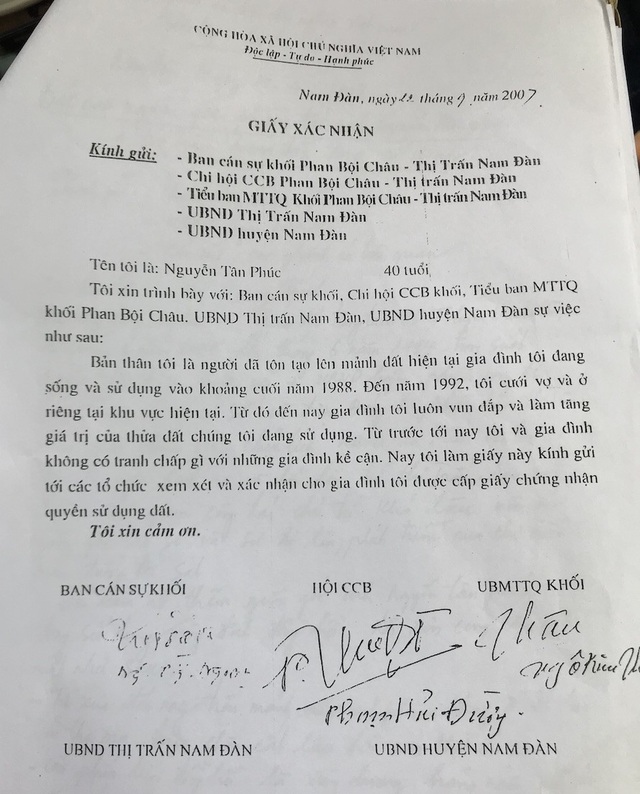 CỘNG HÒA XÃ HỘI CHỦ NGHĨA VIỆT NAM
Độc lập - Tự do - Hạnh phúc
Nam Đàn, ngày tháng 9 năm 2007
GIẤY XÁC NHẬN
Kính gửi: - Ban cán sự khối Phan Bội Châu - Thị Trấn Nam Đàn
- Chi hội CCB Phan Bội Châu - Thị trấn Nam Đàn
- Tiểu ban MTTQ Khối Phan Bội Châu - Thị trấn Nam Đàn
- UBND Thị Trấn Nam Đàn
- UBND huyện Nam Đàn
Tên tôi là: Nguyễn Tân Phúc 40 tuổi
Tôi xin trình bày với: Ban cán sự khối, Chi hội CCB khối, Tiểu ban MTTQ
khối Phan Bội Châu. UBND Thị trấn Nam Đàn, UBND huyện Nam Đàn sự việc
như sau:
Bản thân tôi là người đã tôn tạo lên mảnh đất hiện tại gia đình tôi đang
sống và sử dụng vào khoảng cuối năm 1988. Đến năm 1992, tôi cưới vợ và ở
riêng tại khu vực hiện tại. Từ đó đến nay gia đình tôi luôn vun đắp và làm tăng
giá trị của thửa đất chúng tôi đang sử dụng. Từ trước tới nay tôi và gia đình
không có tranh chấp gì với những gia đình kề cận. Nay tôi làm giấy này kính gửi
tới các tổ chức xem xét và xác nhận cho gia đình tôi được cấp giấy chứng nhận
quyền sử dụng đất.
Tôi xin cảm ơn.
BAN CÁN SỰ KHỐI HỘI CCB UBMTTQ KHỐI
Phạm Hải Đường
UBND THỊ TRẤN NAM ĐÀN UBND HUYỆN NAM ĐÀN